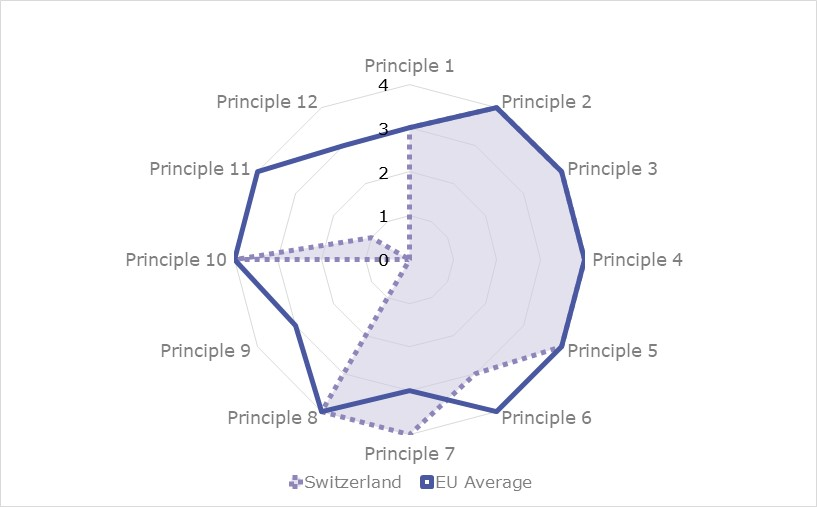 Principle 1
Principle 2
Principle 3
Principle 4
Principle 5
Principle 6
Principle 7
Principle 8
Principle 9
Principle 10
Principle 11
Principle 12
4
3
2
1
0
Switzerland
EU Average